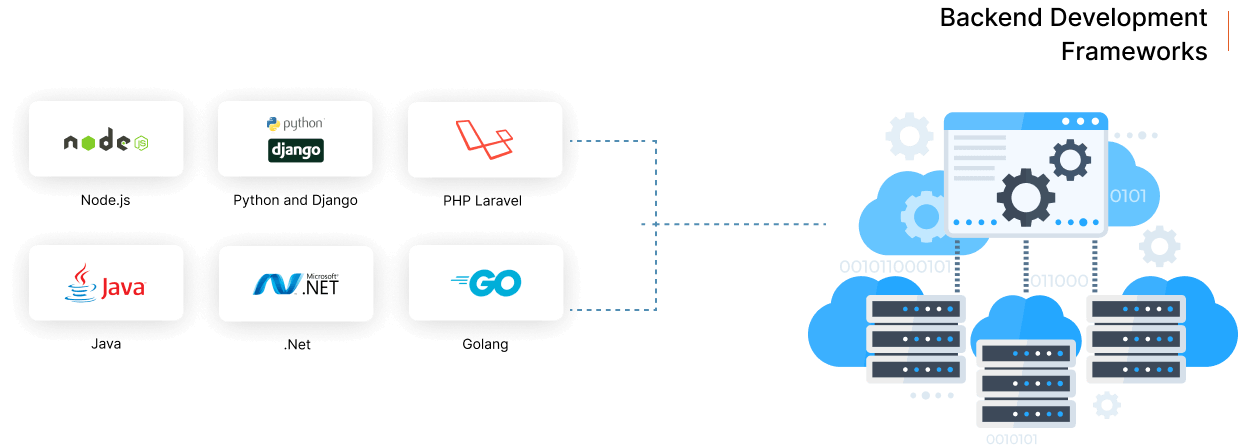 Backend Development
Frameworks
node
JS
python
django
Node.js
Python and Django
PHP Laravel
Java
Microsoft®
.NET
GO
Java
.Net
Golang
0101
001011000101
011000
0010101